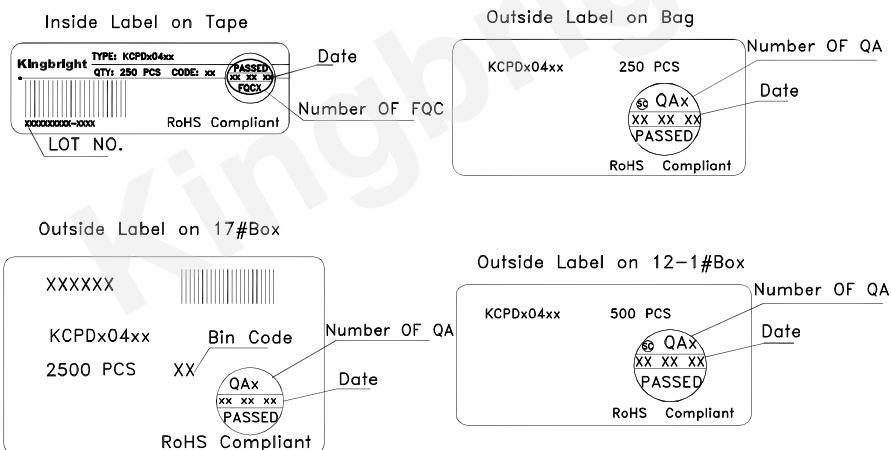 Inside Label on Tape
Kingbright
TYPE: KCPDx04xx
QTY: 250 PCS CODE: xx
PASSED
XX XX XX
FQCX
Date
Number OF FQC
XXXXXXXXXX-XXXX
RoHS Compliant
LOT NO.
Outside Label on Bag
KCPDx04xx 250 PCS
Number OF QA
SC QAx
Date
XX XX XX
PASSED
RoHS Compliant
Outside Label on 17#Box
XXXXXX
KCPDx04xx
Bin Code
Number OF QA
2500 PCS XX
QAx
Date
XX XX XX
PASSED
RoHS Compliant
Outside Label on 12-1#Box
KCPDx04xx 500 PCS
Number OF QA
SC QAx
Date
XX XX XX
PASSED
RoHS Compliant
Kingbright